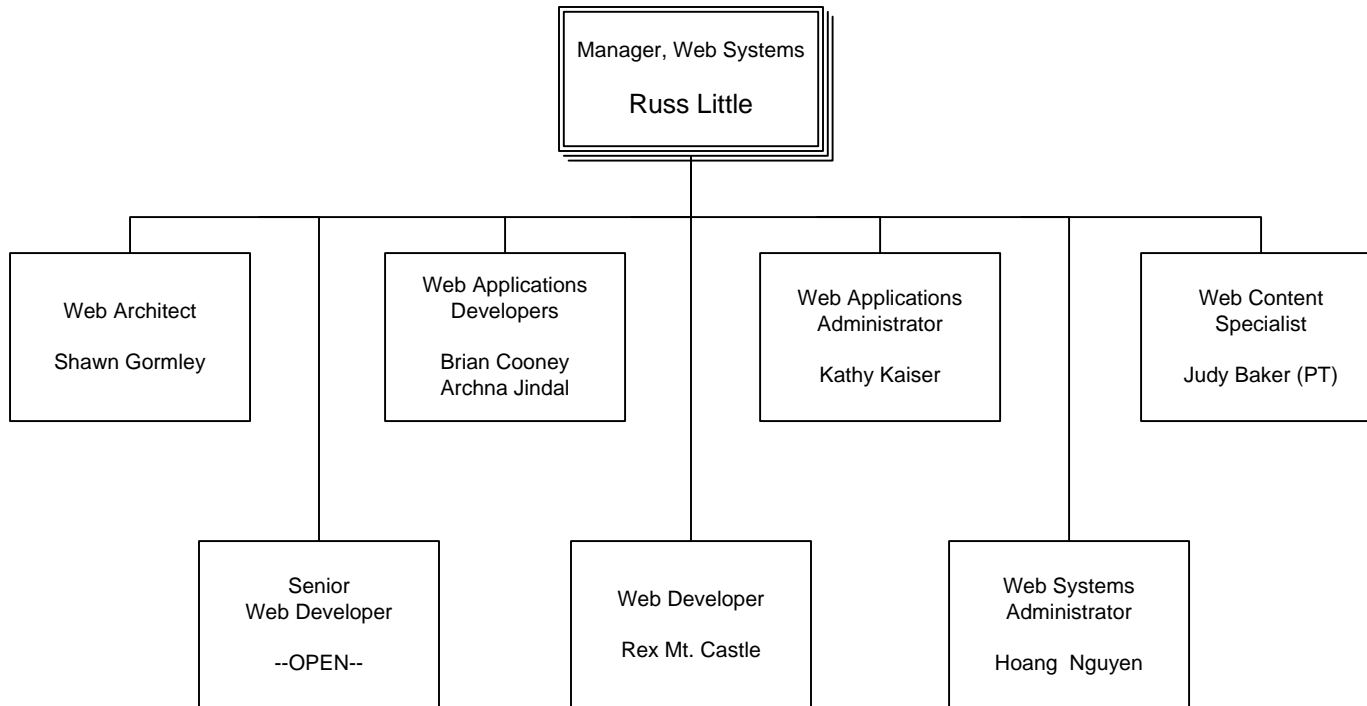 Manager, Web Systems
Russ Little
Web Architect
Shawn Gormley
Web Applications
Developers
Brian Cooney
Archna Jindal
Web Applications
Administrator
Kathy Kaiser
Web Content
Specialist
Judy Baker (PT)
Senior
Web Developer
--OPEN--
Web Developer
Rex Mt. Castle
Web Systems
Administrator
Hoang  Nguyen